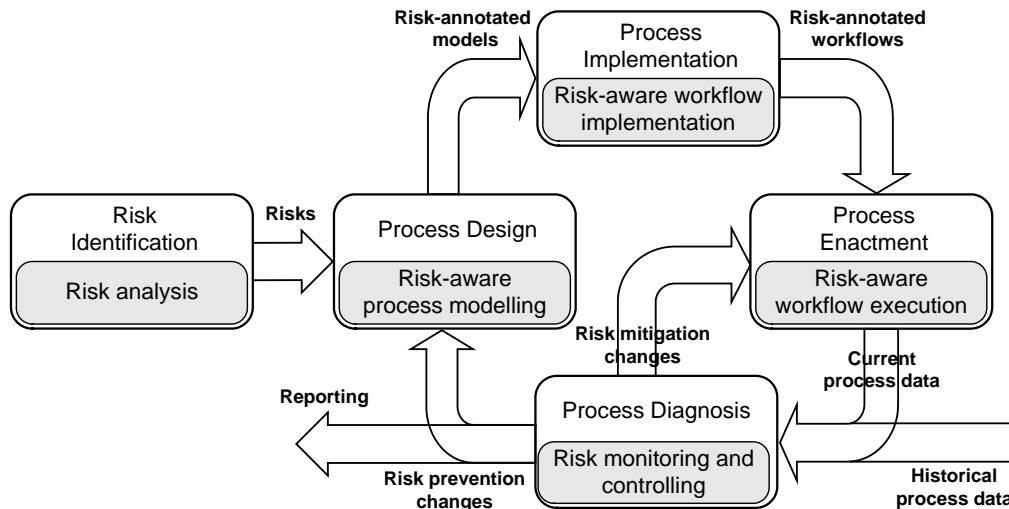 Risk-annotated
models
Process
Implementation
Risk-aware workflow
implementation
Risk-annotated
workflows
Risk
Identification
Risk analysis
Risks
Process Design
Risk-aware
process modelling
Process
Enactment
Risk-aware
workflow execution
Risk mitigation
changes
Current
process data
Reporting
Process Diagnosis
Risk monitoring and
controlling
Risk prevention
changes
Historical
process data